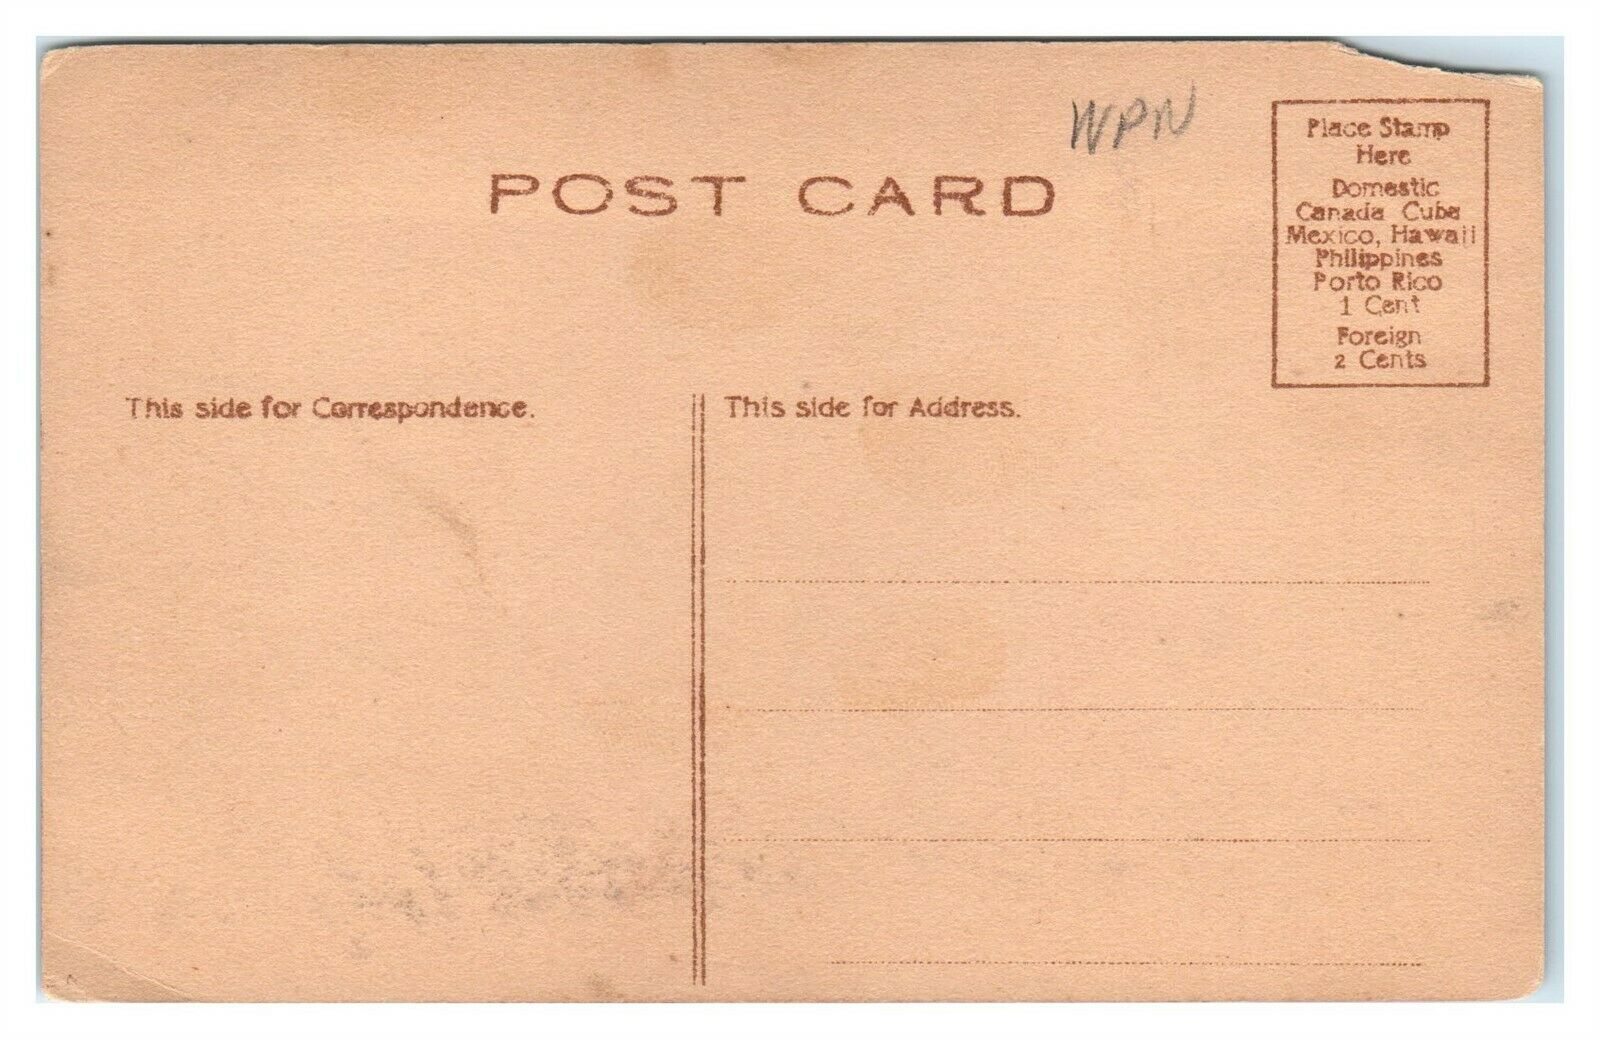 WPN
POST CARD
Place Stamp
Here
Domestic
Canada Cuba
Mexico, Hawaii
Philippines
Porto Rico
1 Cent
Foreign
2 Cents
This side for Correspondence.
This side for Address.